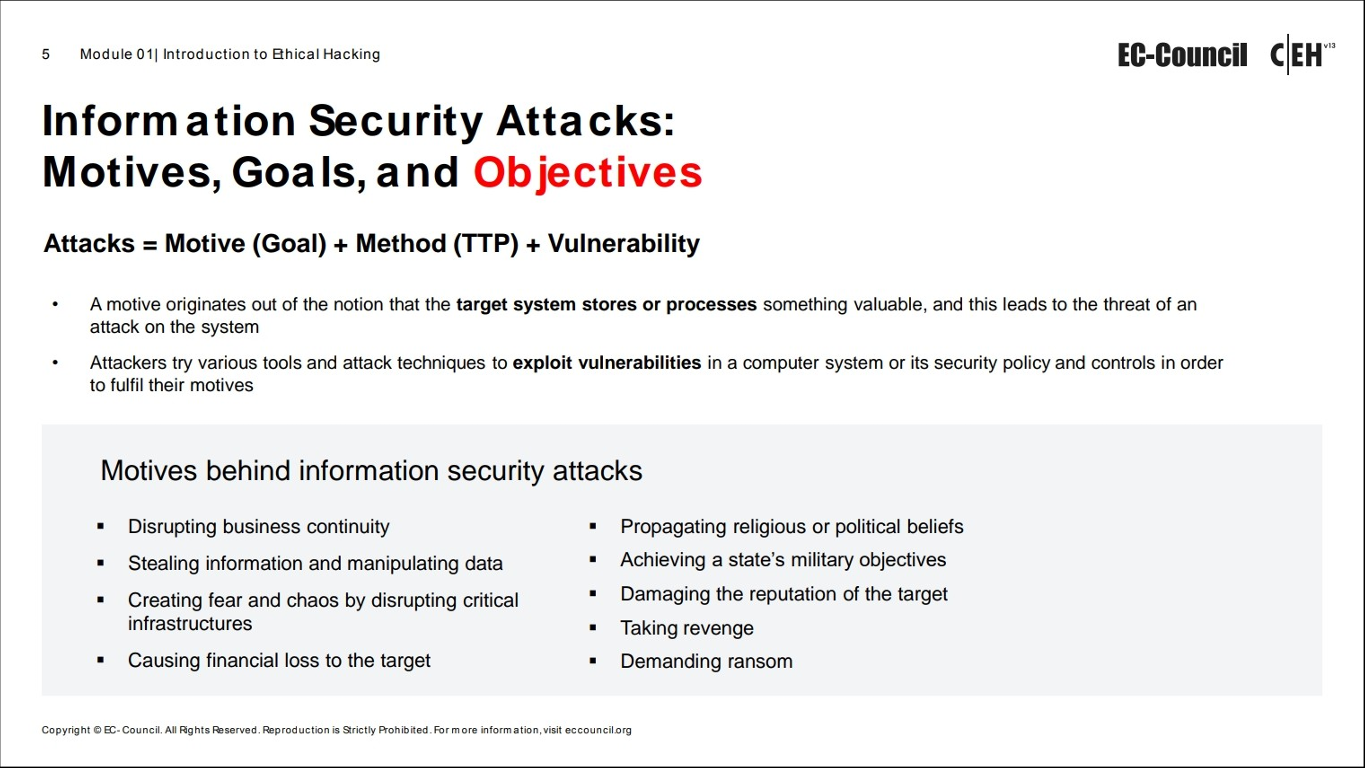 5 Module 01| Introduction to Ethical Hacking
EC-Council C|EH v13
Information Security Attacks:
Motives, Goals, and Objectives
Attacks = Motive (Goal) + Method (TTP) + Vulnerability
• A motive originates out of the notion that the target system stores or processes something valuable, and this leads to the threat of an
attack on the system
• Attackers try various tools and attack techniques to exploit vulnerabilities in a computer system or its security policy and controls in order
to fulfil their motives
Motives behind information security attacks
▪ Disrupting business continuity
▪ Stealing information and manipulating data
▪ Creating fear and chaos by disrupting critical
infrastructures
▪ Causing financial loss to the target
▪ Propagating religious or political beliefs
▪ Achieving a state’s military objectives
▪ Damaging the reputation of the target
▪ Taking revenge
▪ Demanding ransom
Copyright © EC- Council. All Rights Reserved. Reproduction is Strictly Prohibited. For more information, visit eccouncil.org